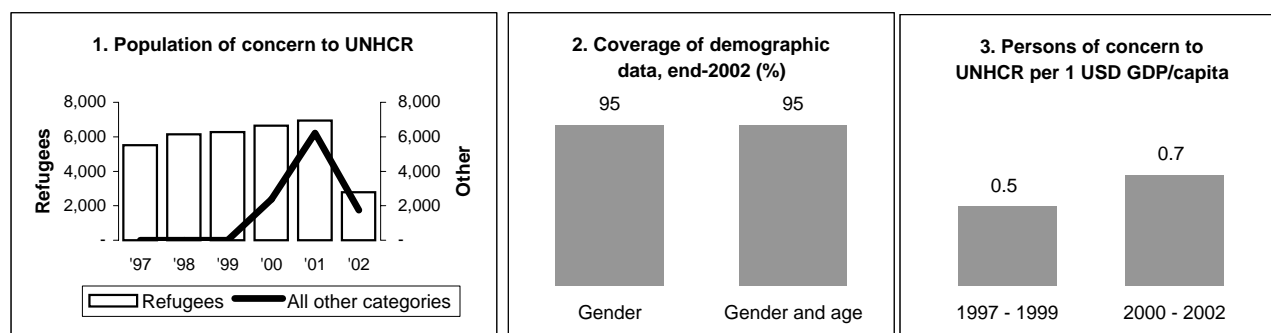 1. Population of concern to UNHCR
8,000
6,000
4,000
2,000
-
Refugees
8,000
6,000
4,000
2,000
-
Other
'97 '98 '99 '00 '01 '02
Refugees All other categories
2. Coverage of demographic
data, end-2002 (%)
95 95
Gender Gender and age
3. Persons of concern to
UNHCR per 1 USD GDP/capita
0.5 0.7
1997 - 1999 2000 - 2002